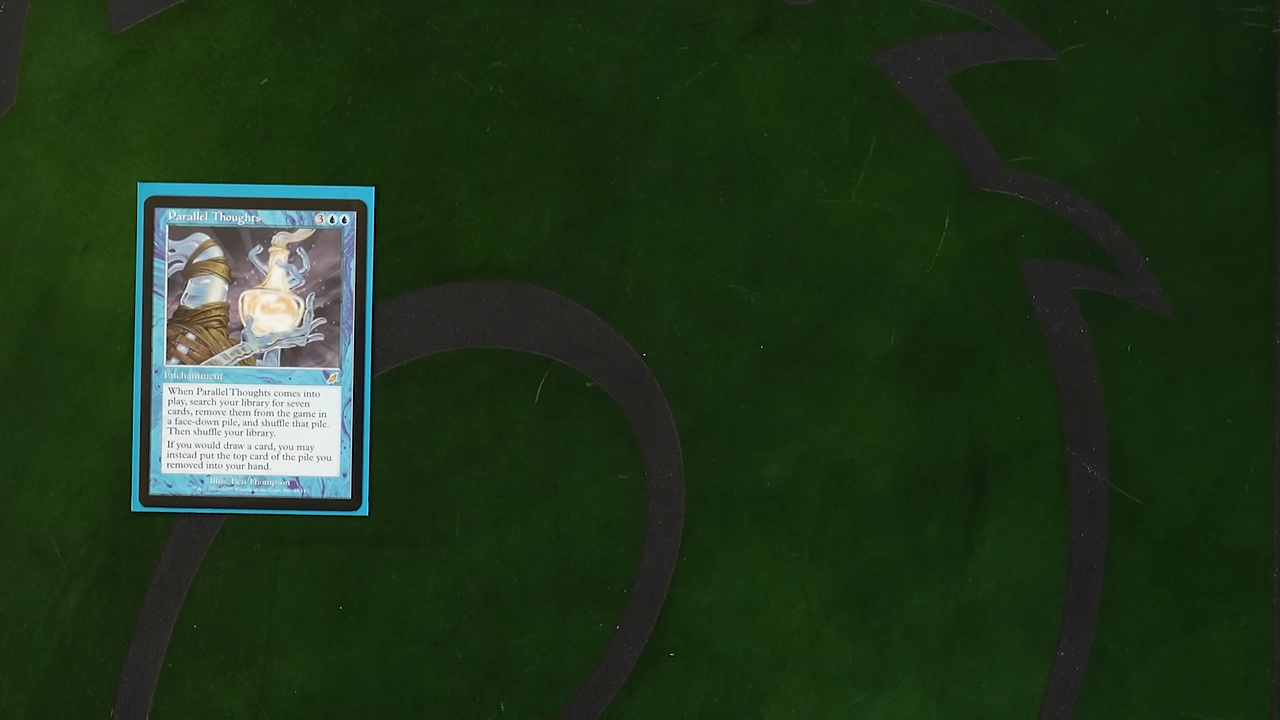 Parallel Thoughts 3
Enchantment
When Parallel Thoughts comes into
play, search your library for seven
cards, remove them from the game in
a face-down pile, and shuffle that pile.
Then shuffle your library.
If you would draw a card, you may
instead put the top card of the pile you
removed into your hand.
Illus. Ben Thompson